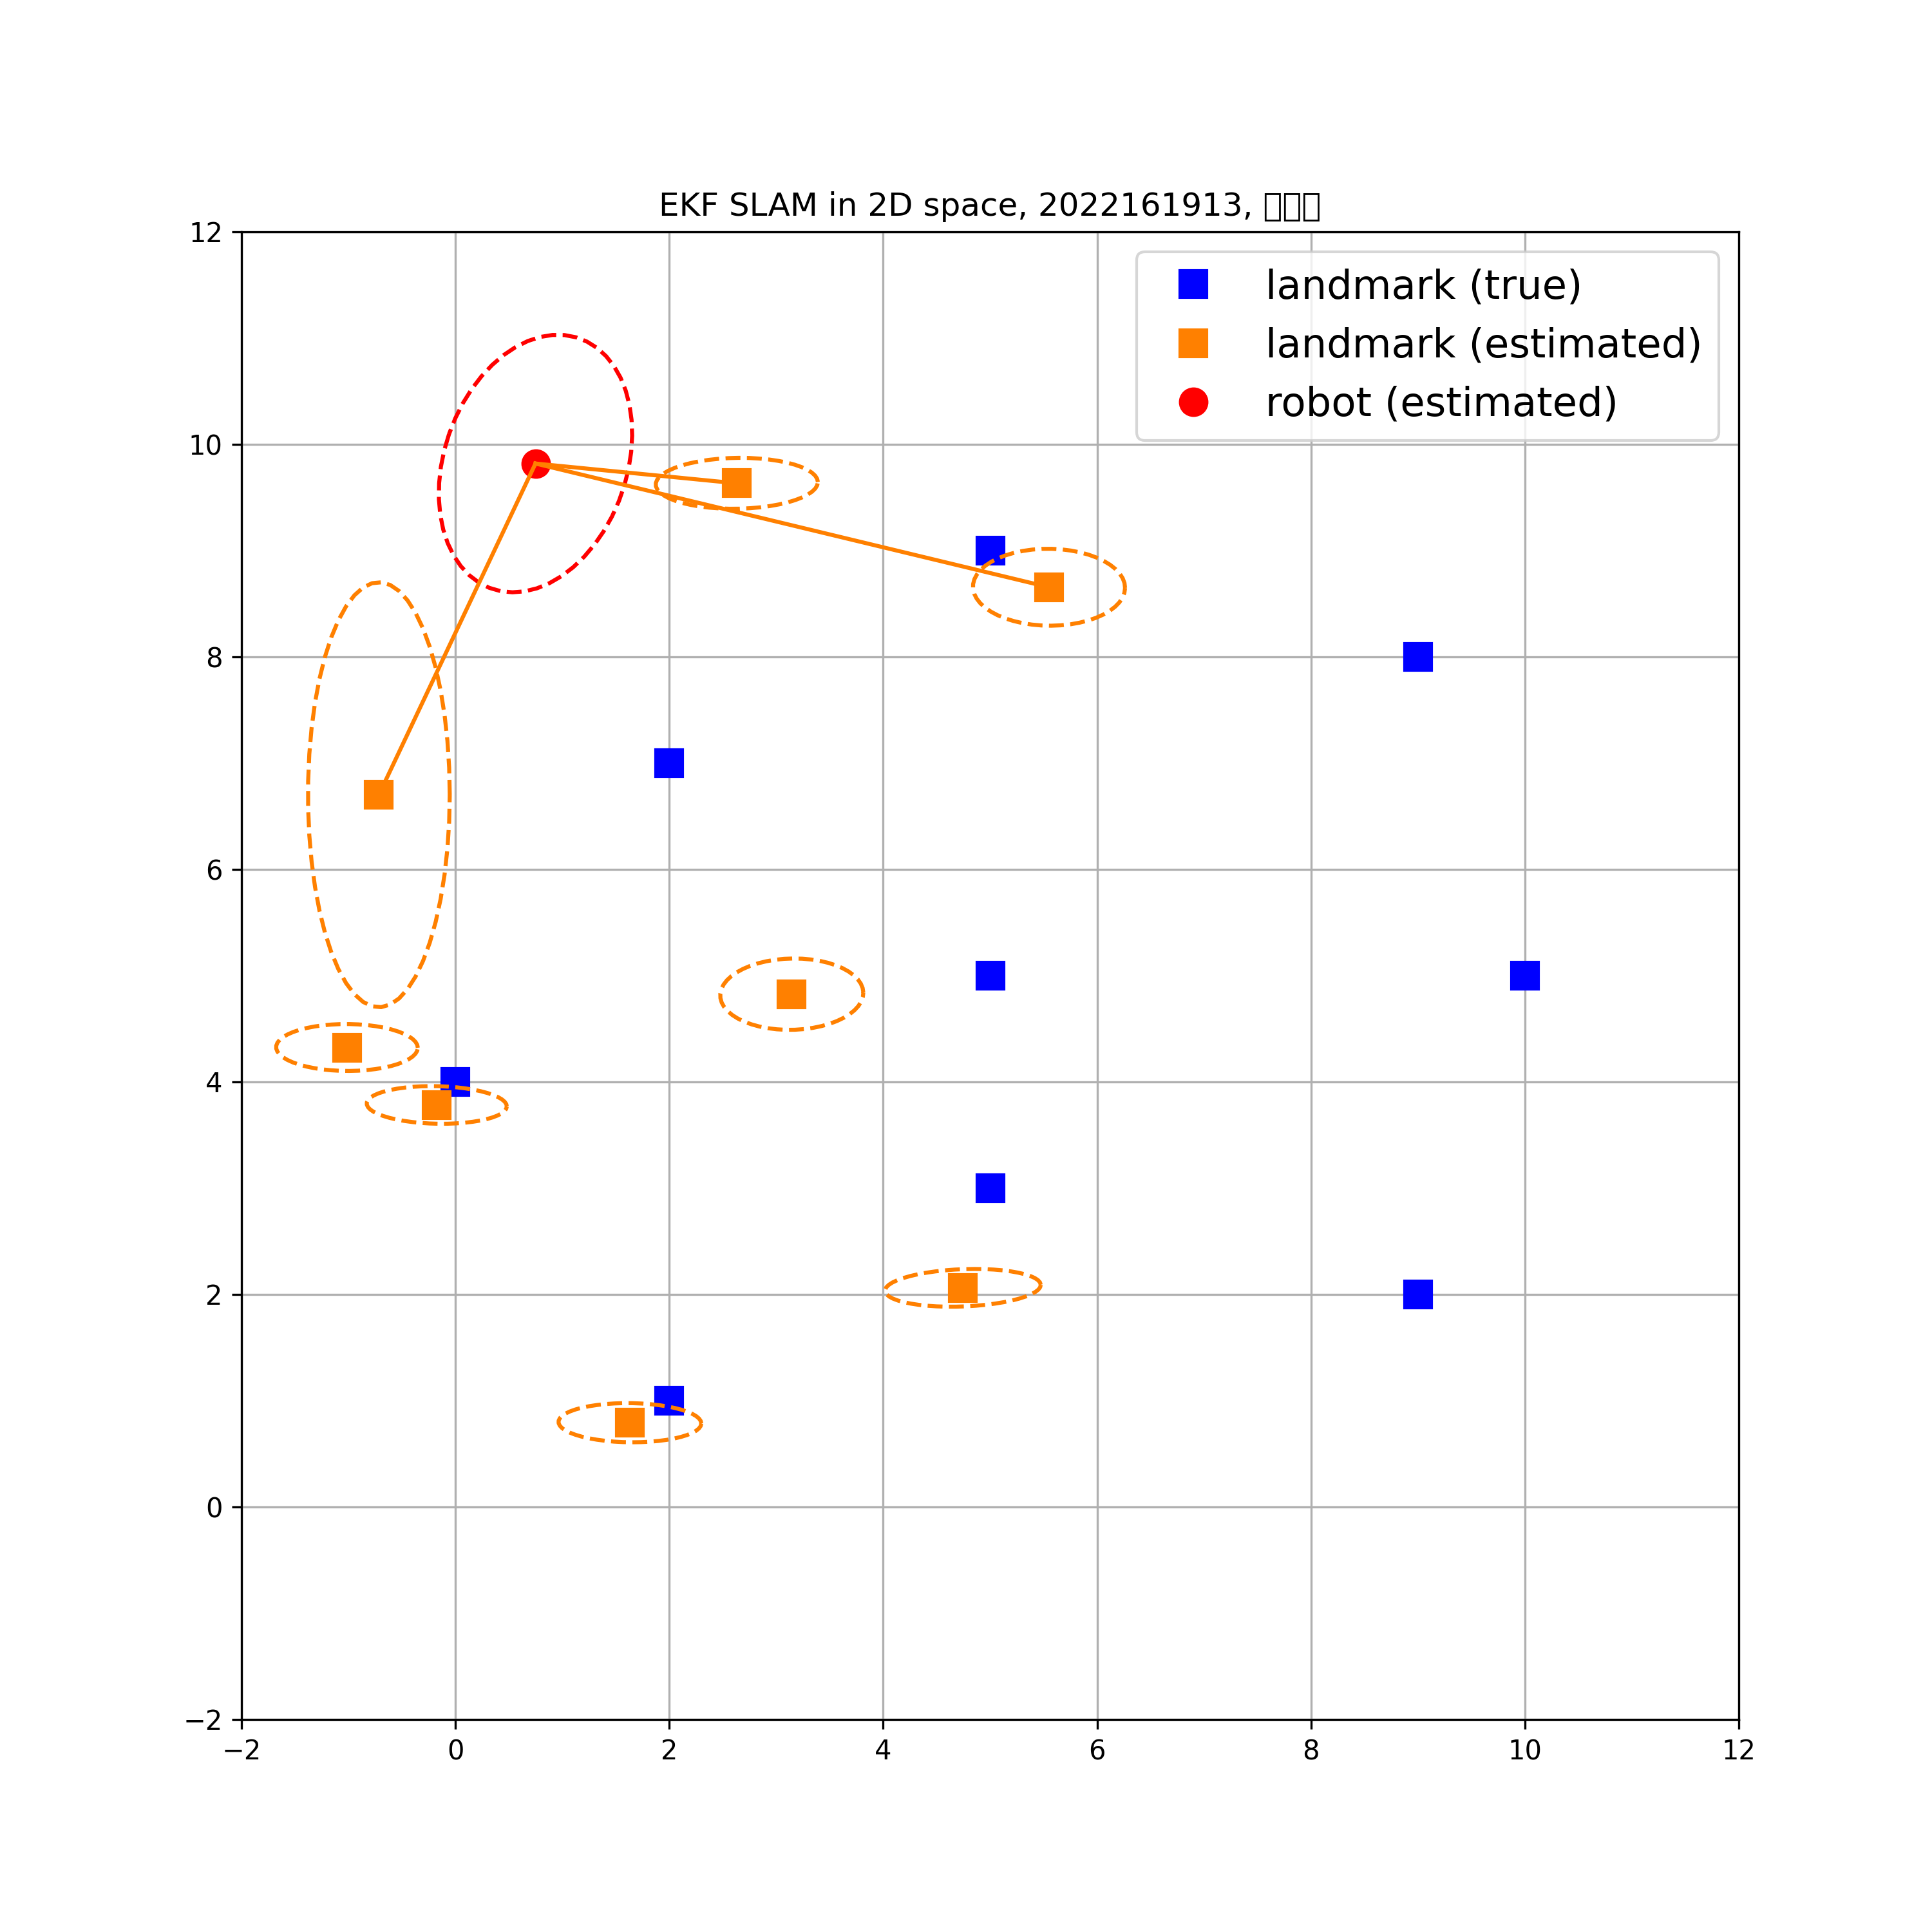 EKF SLAM in 2D space, 2022161913,
12
landmark (true)
landmark (estimated)
robot (estimated)
10
8
6
4
2
0
−2
−2 0 2 4 6 8 10 12